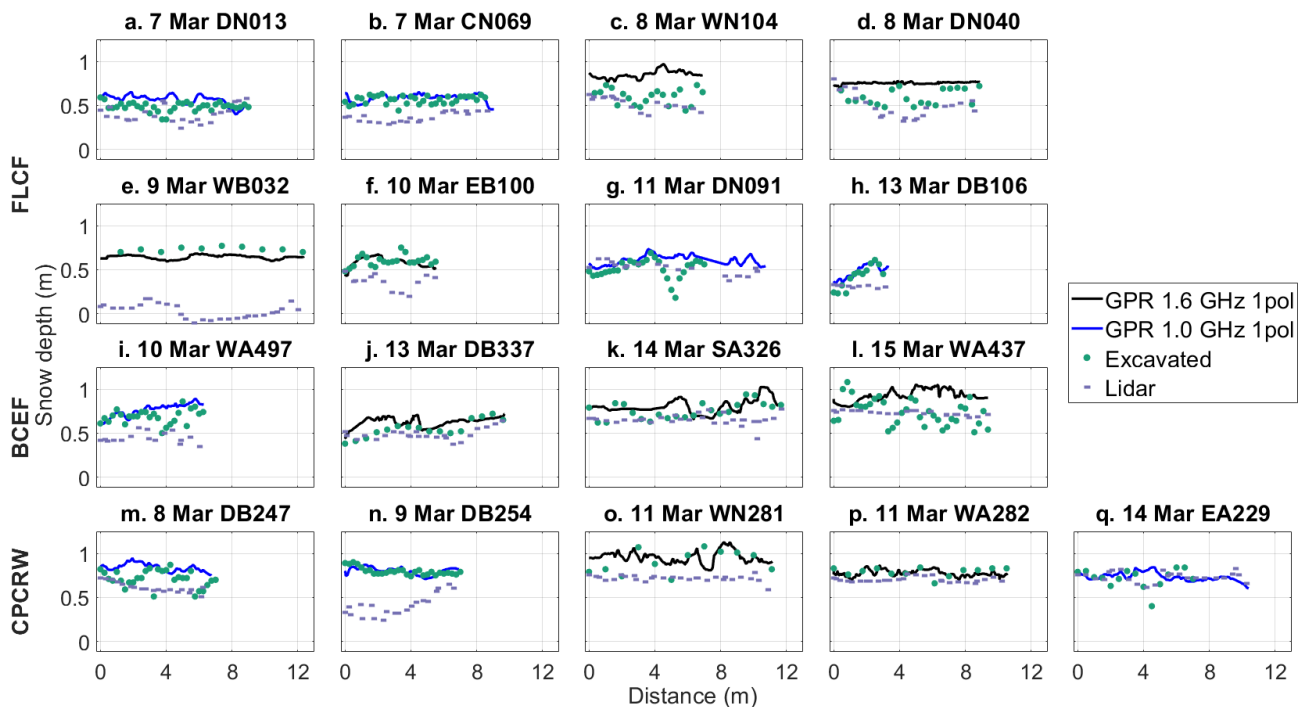 a. 7 Mar DN013
b. 7 Mar CN069
c. 8 Mar WN104
d. 8 Mar DN040
1
0.5
0
FLCF
e. 9 Mar WB032
f. 10 Mar EB100
g. 11 Mar DN091
h. 13 Mar DB106
1
0.5
0
Snow depth (m)
GPR 1.6 GHz 1pol
GPR 1.0 GHz 1pol
Excavated
Lidar
i. 10 Mar WA497
j. 13 Mar DB337
k. 14 Mar SA326
l. 15 Mar WA437
1
0.5
0
BCEF
m. 8 Mar DB247
n. 9 Mar DB254
o. 11 Mar WN281
p. 11 Mar WA282
q. 14 Mar EA229
1
0.5
0
CPCRW
0 4 8 12
0 4 8 12
0 4 8 12
0 4 8 12
0 4 8 12
Distance (m)